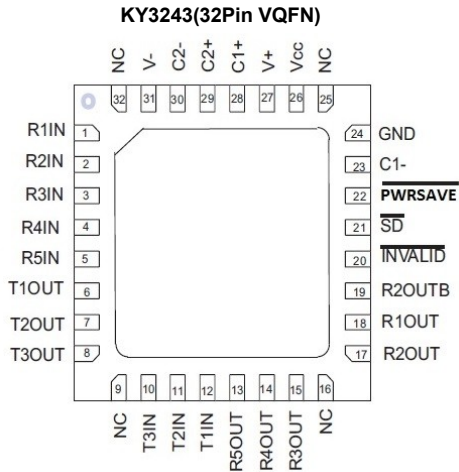 KY3243(32Pin VQFN)
NC V- C2- C2+ C1+ V+ Vcc NC
32 31 30 29 28 27 26 25
R1IN 1 24 GND
R2IN 2 23 C1-
R3IN 3 22 PWRSAVE
R4IN 4 21 SD
R5IN 5 20 INVALID
T1OUT 6 19 R2OUTB
T2OUT 7 18 R1OUT
T3OUT 8 17 R2OUT
9 10 11 12 13 14 15 16
NC T3IN T2IN T1IN R5OUT R4OUT R3OUT NC